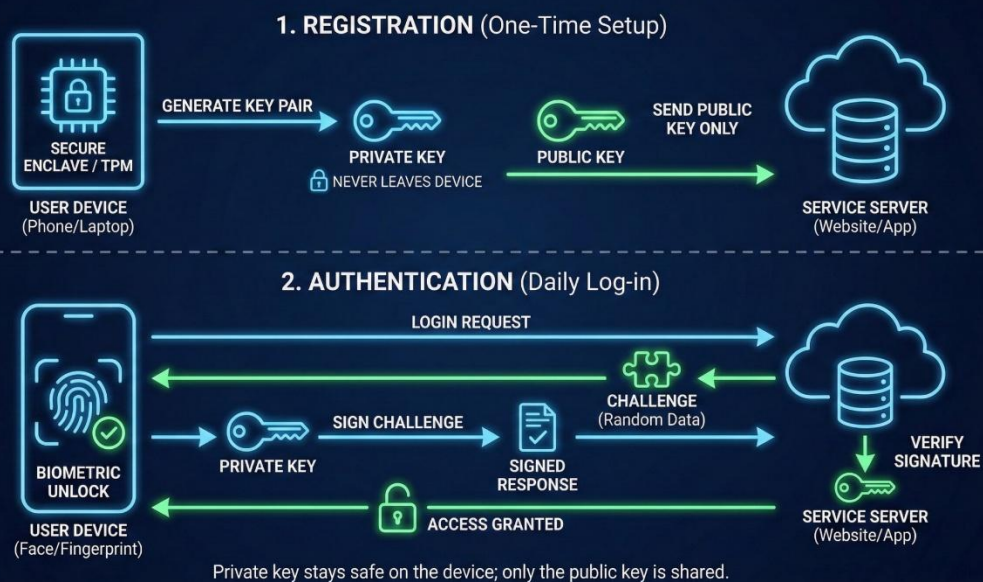 1. REGISTRATION (One-Time Setup)
SECURE
ENCLAVE / TPM
USER DEVICE
(Phone/Laptop)
GENERATE KEY PAIR
PRIVATE KEY
NEVER LEAVES DEVICE
PUBLIC KEY
SEND PUBLIC
KEY ONLY
SERVICE SERVER
(Website/App)
2. AUTHENTICATION (Daily Log-in)
LOGIN REQUEST
CHALLENGE
(Random Data)
BIOMETRIC
UNLOCK
USER DEVICE
(Face/Fingerprint)
PRIVATE KEY
SIGN CHALLENGE
SIGNED
RESPONSE
VERIFY
SIGNATURE
SERVICE SERVER
(Website/App)
ACCESS GRANTED
Private key stays safe on the device; only the public key is shared.